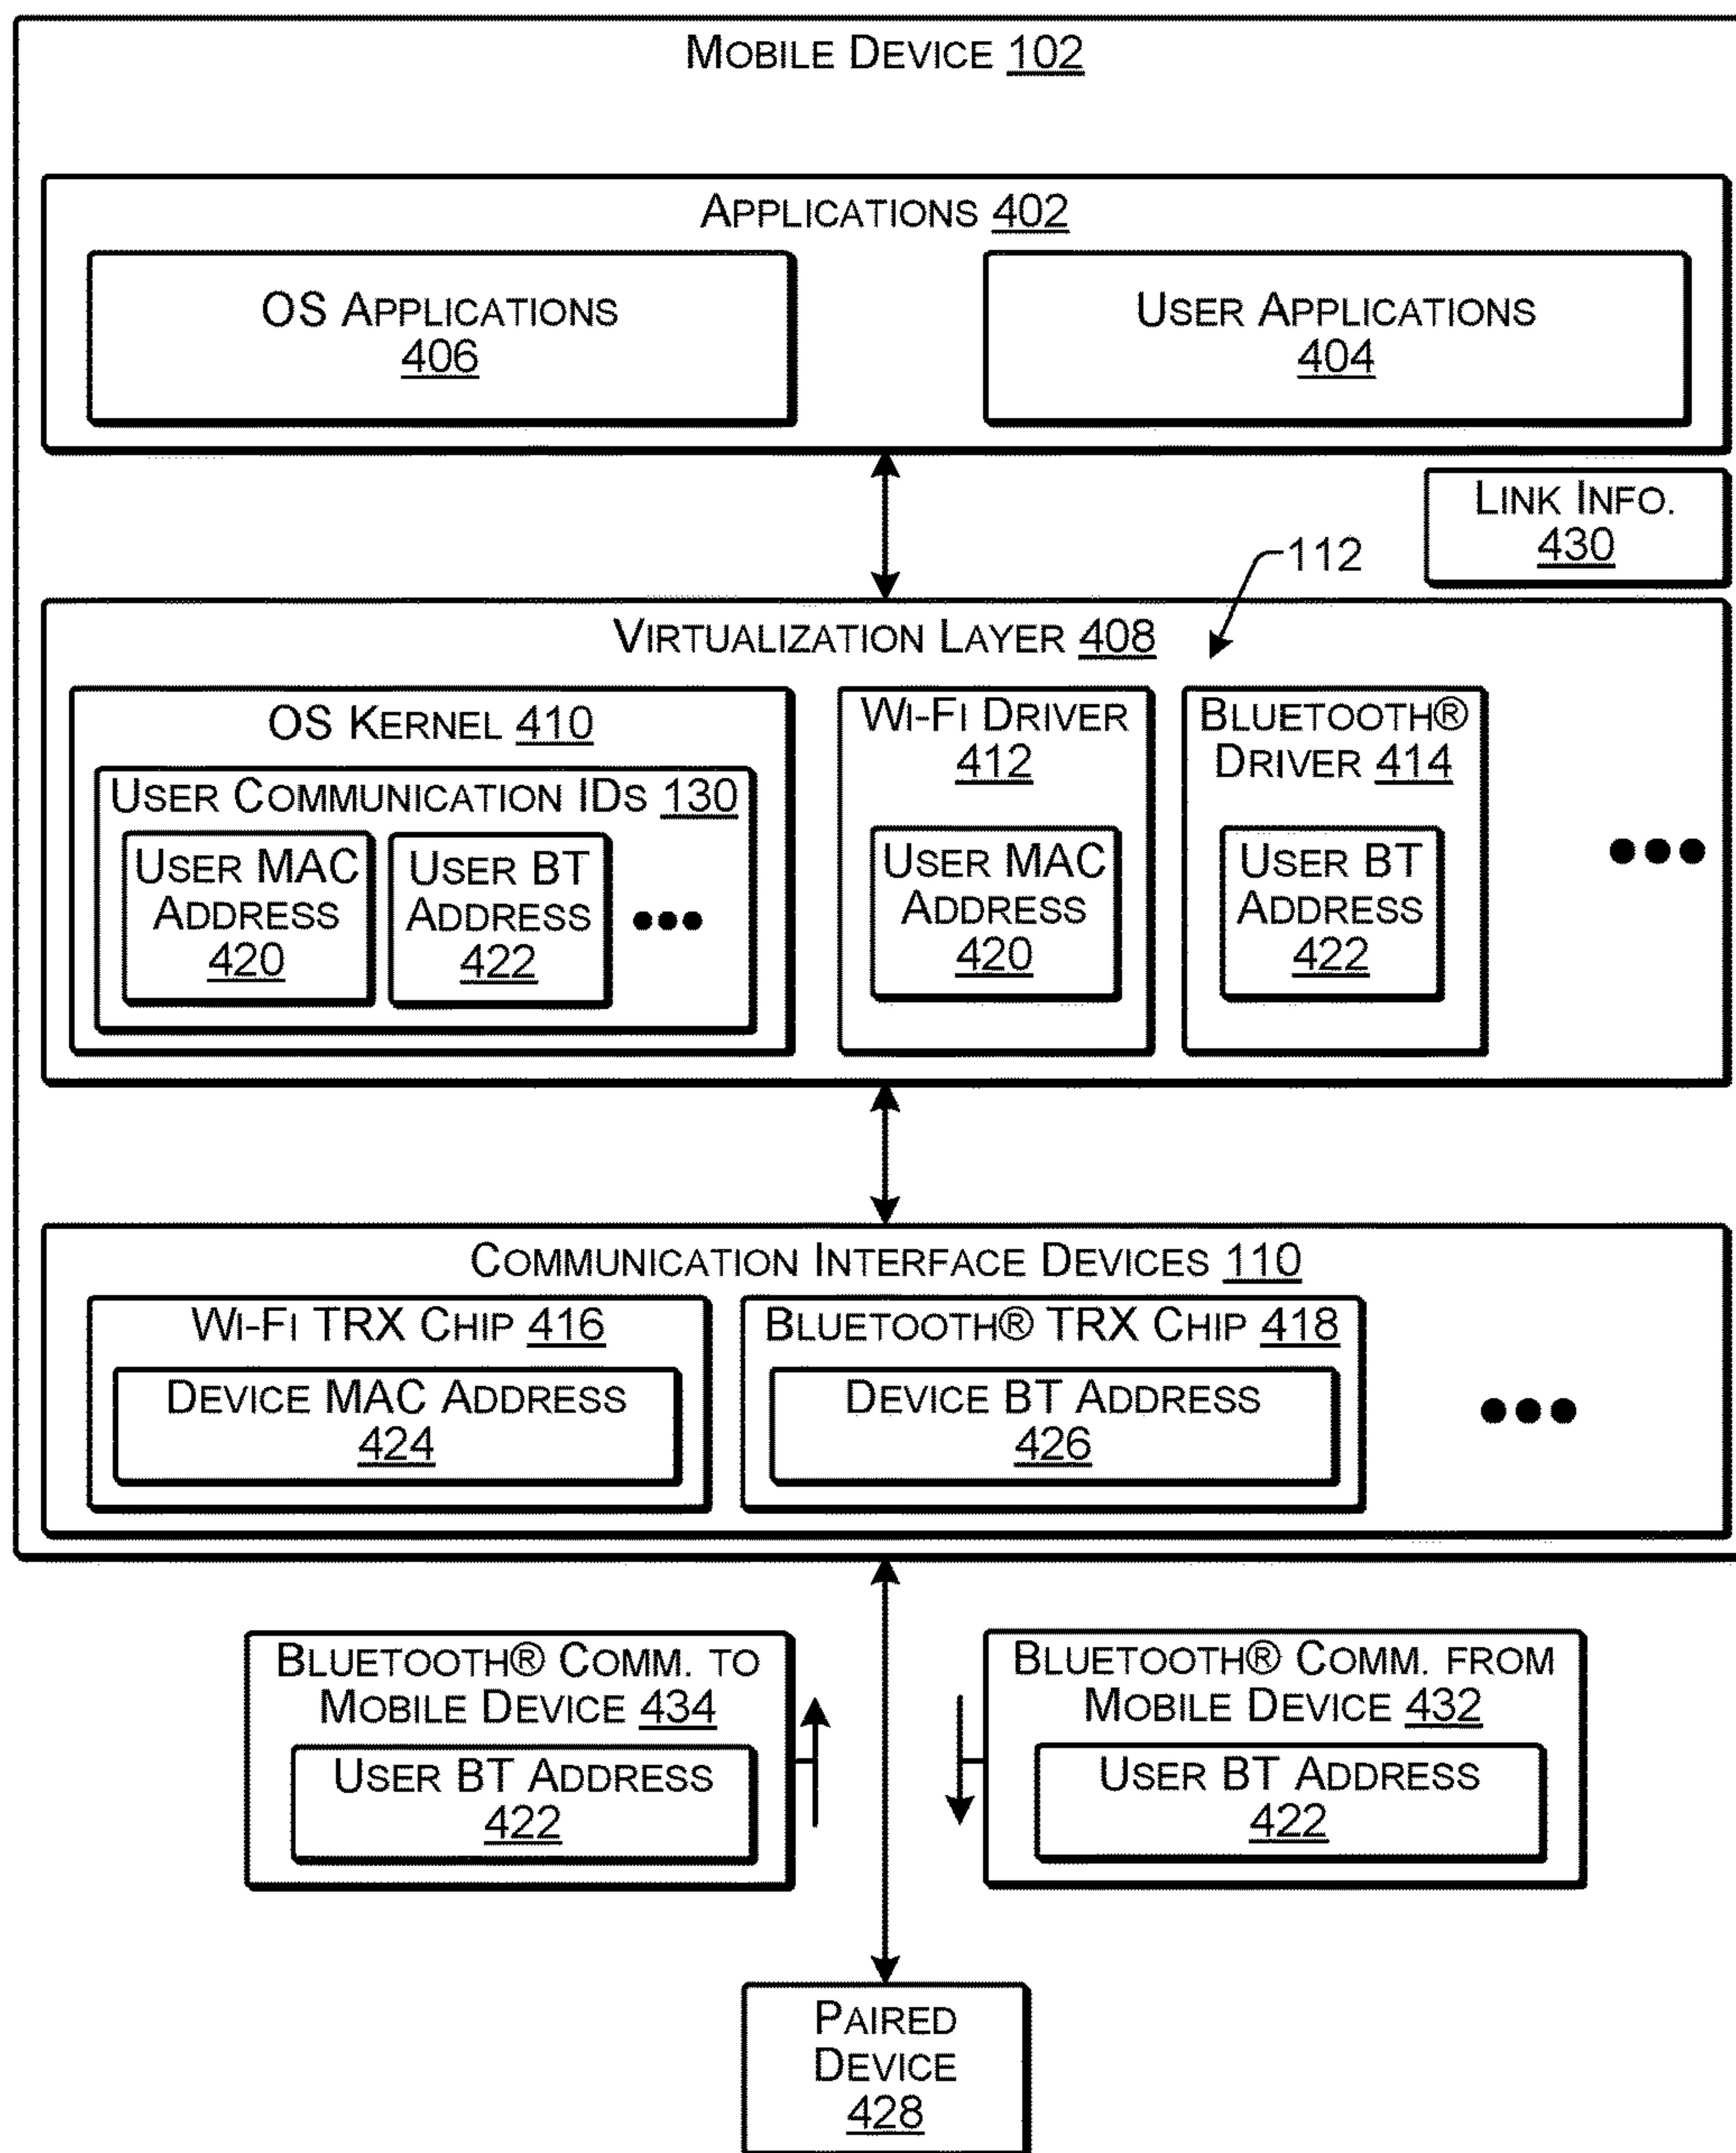 MOBILE DEVICE 102
APPLICATIONS 402
OS APPLICATIONS
406
USER APPLICATIONS
404
LINK INFO.
430
112
VIRTUALIZATION LAYER 408
OS KERNEL 410
USER COMMUNICATION IDS 130
USER MAC
ADDRESS
420
USER BT
ADDRESS
422
WI-FI DRIVER
412
USER MAC
ADDRESS
420
BLUETOOTH®
DRIVER 414
USER BT
ADDRESS
422
COMMUNICATION INTERFACE DEVICES 110
WI-FI TRX CHIP 416
DEVICE MAC ADDRESS
424
BLUETOOTH® TRX CHIP 418
DEVICE BT ADDRESS
426
BLUETOOTH® COMM. TO
MOBILE DEVICE 434
USER BT ADDRESS
422
BLUETOOTH® COMM. FROM
MOBILE DEVICE 432
USER BT ADDRESS
422
PAIRED
DEVICE
428